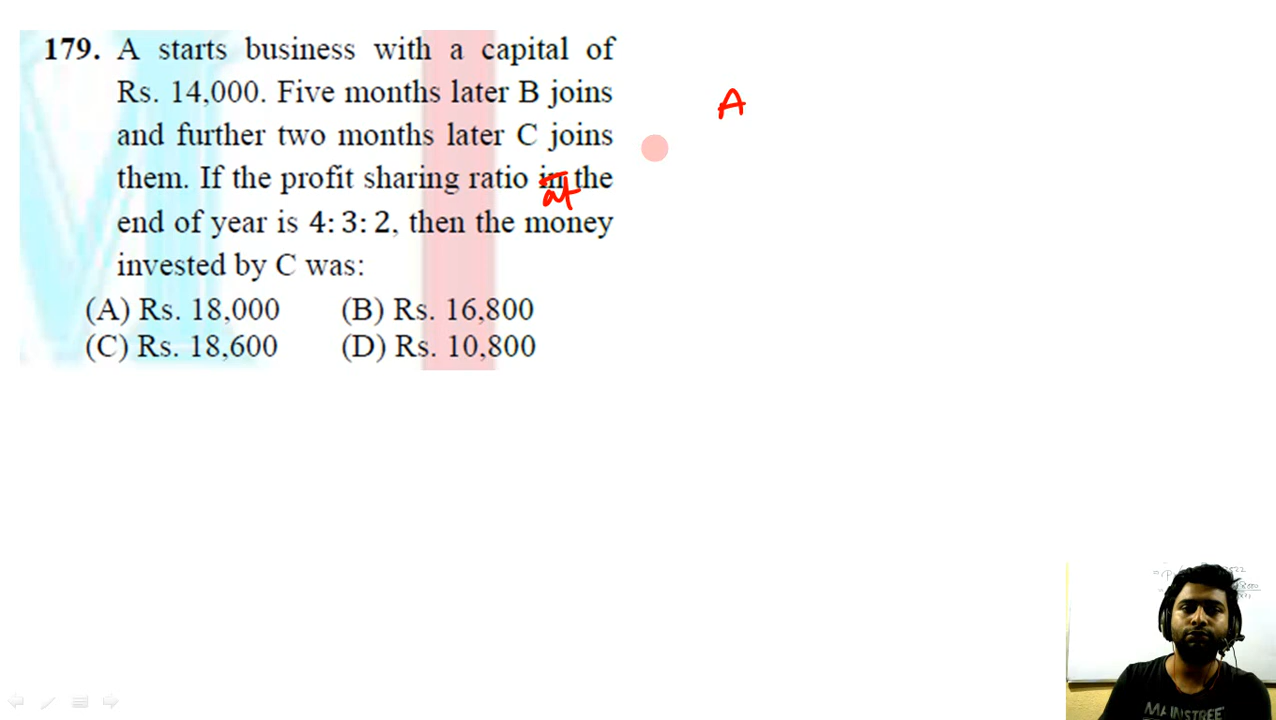 179. A starts business with a capital of
Rs. 14,000. Five months later B joins
and further two months later C joins
them. If the profit sharing ratio in the
at
end of year is 4: 3: 2, then the money
invested by C was:
(A) Rs. 18,000 (B) Rs. 16,800
(C) Rs. 18,600 (D) Rs. 10,800
A
MAINSTREE